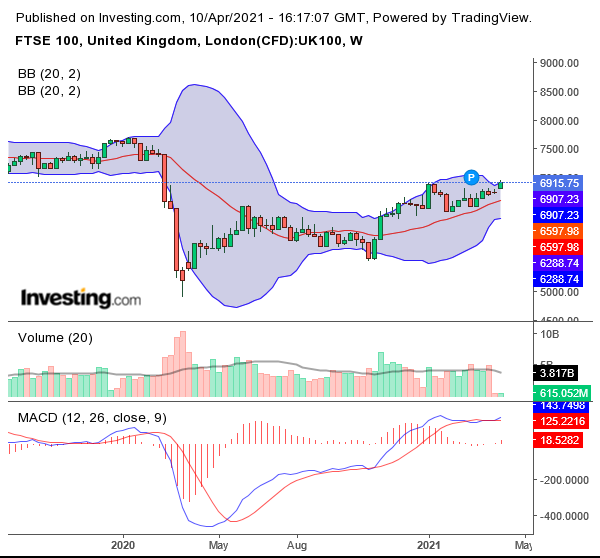 Published on Investing.com, 10/Apr/2021 - 16:17:07 GMT, Powered by TradingView.
FTSE 100, United Kingdom, London(CFD):UK100, W
BB (20, 2)
BB (20, 2)
9000.00
8500.00
8000.00
7500.00
P
6915.75
6907.23
6907.23
6597.98
6597.98
6288.74
6288.74
5000.00
Investing.com
Volume (20)
10B
3.817B
615.052M
MACD (12, 26, close, 9)
143.7498
125.2216
18.5282
-200.0000
-400.0000
2020
May
Aug
2021
May